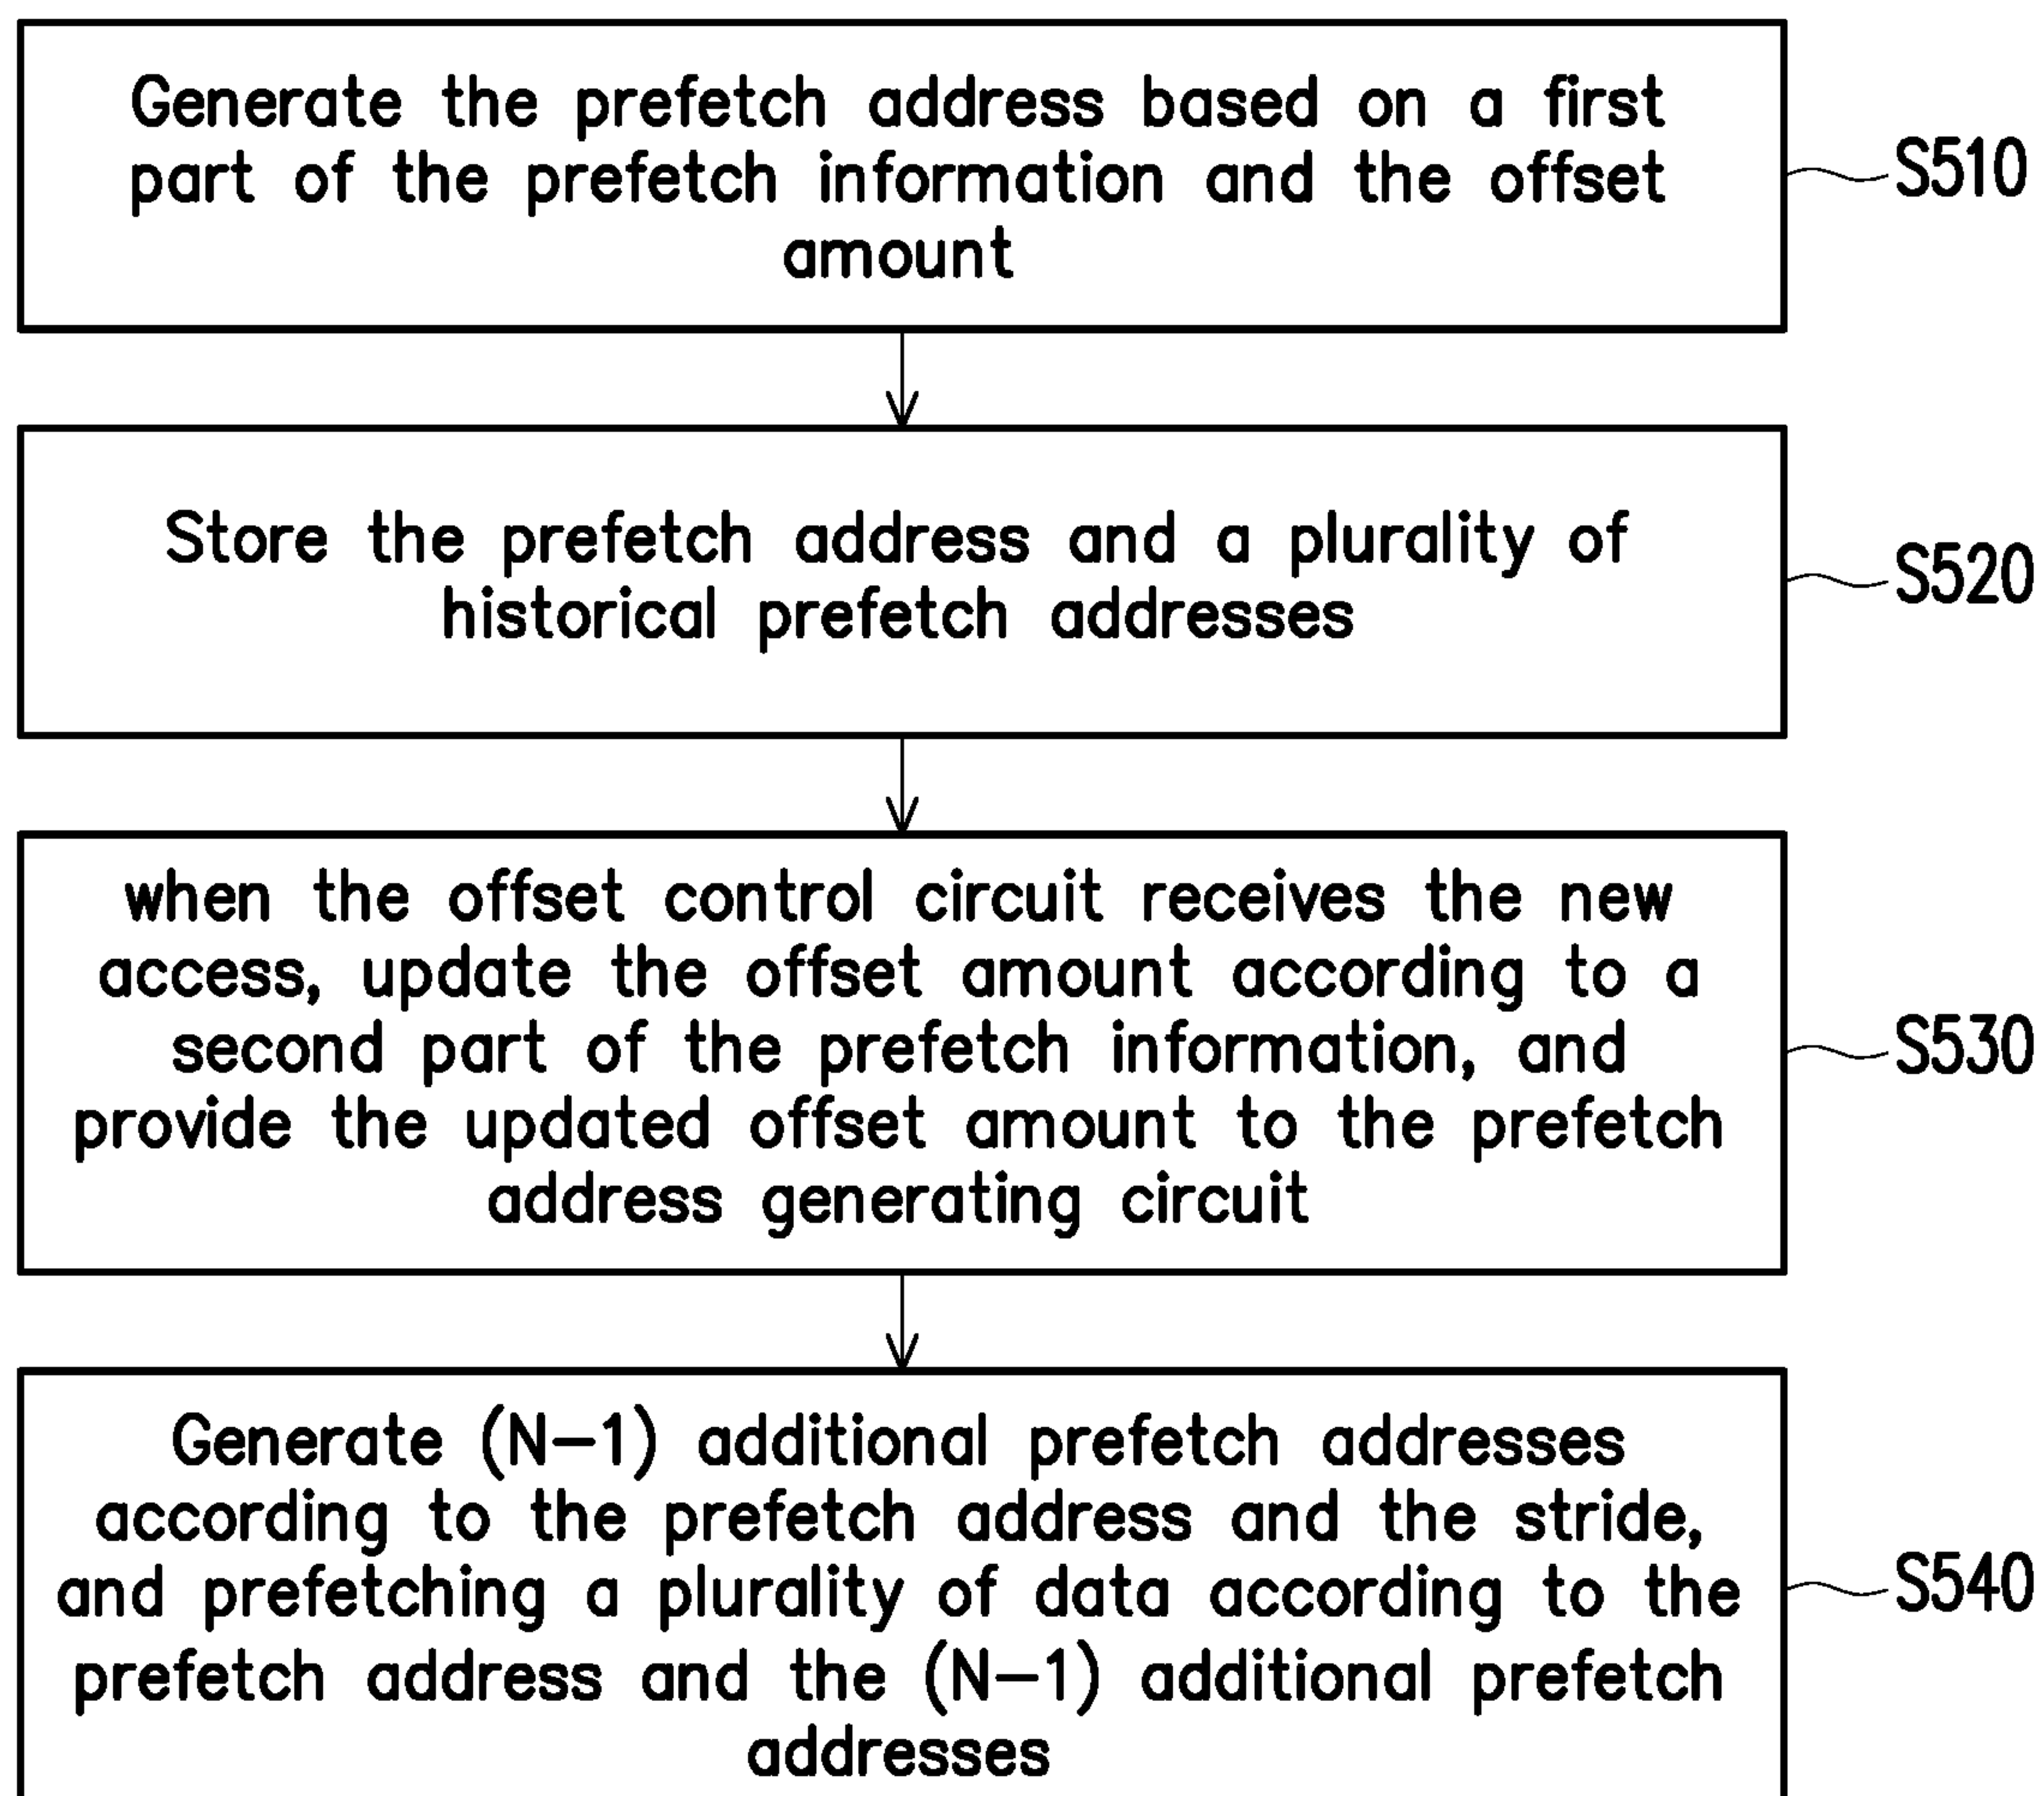 Generate the prefetch address based on a first
part of the prefetch information and the offset
amount
S510
Store the prefetch address and a plurality of
historical prefetch addresses
S520
when the offset control circuit receives the new
access, update the offset amount according to a
second part of the prefetch information, and
provide the updated offset amount to the prefetch
address generating circuit
S530
Generate (N-1) additional prefetch addresses
according to the prefetch address and the stride,
and prefetching a plurality of data according to the
prefetch address and the (N-1) additional prefetch
addresses
S540